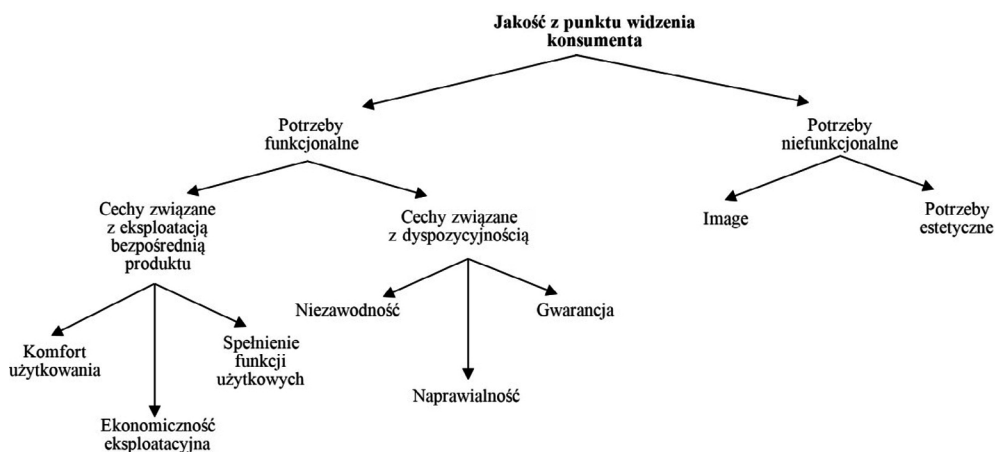 Jakość z punktu widzenia
konsumenta
Potrzeby
funkcjonalne
Potrzeby
niefunkcjonalne
Cechy związane
z eksploatacją
bezpośrednią
produktu
Cechy związane
z dyspozycyjnością
Image
Potrzeby
estetyczne
Niezawodność
Gwarancja
Komfort
użytkowania
Spełnienie
funkcji
użytkowych
Naprawialność
Ekonomiczność
eksploatacyjna